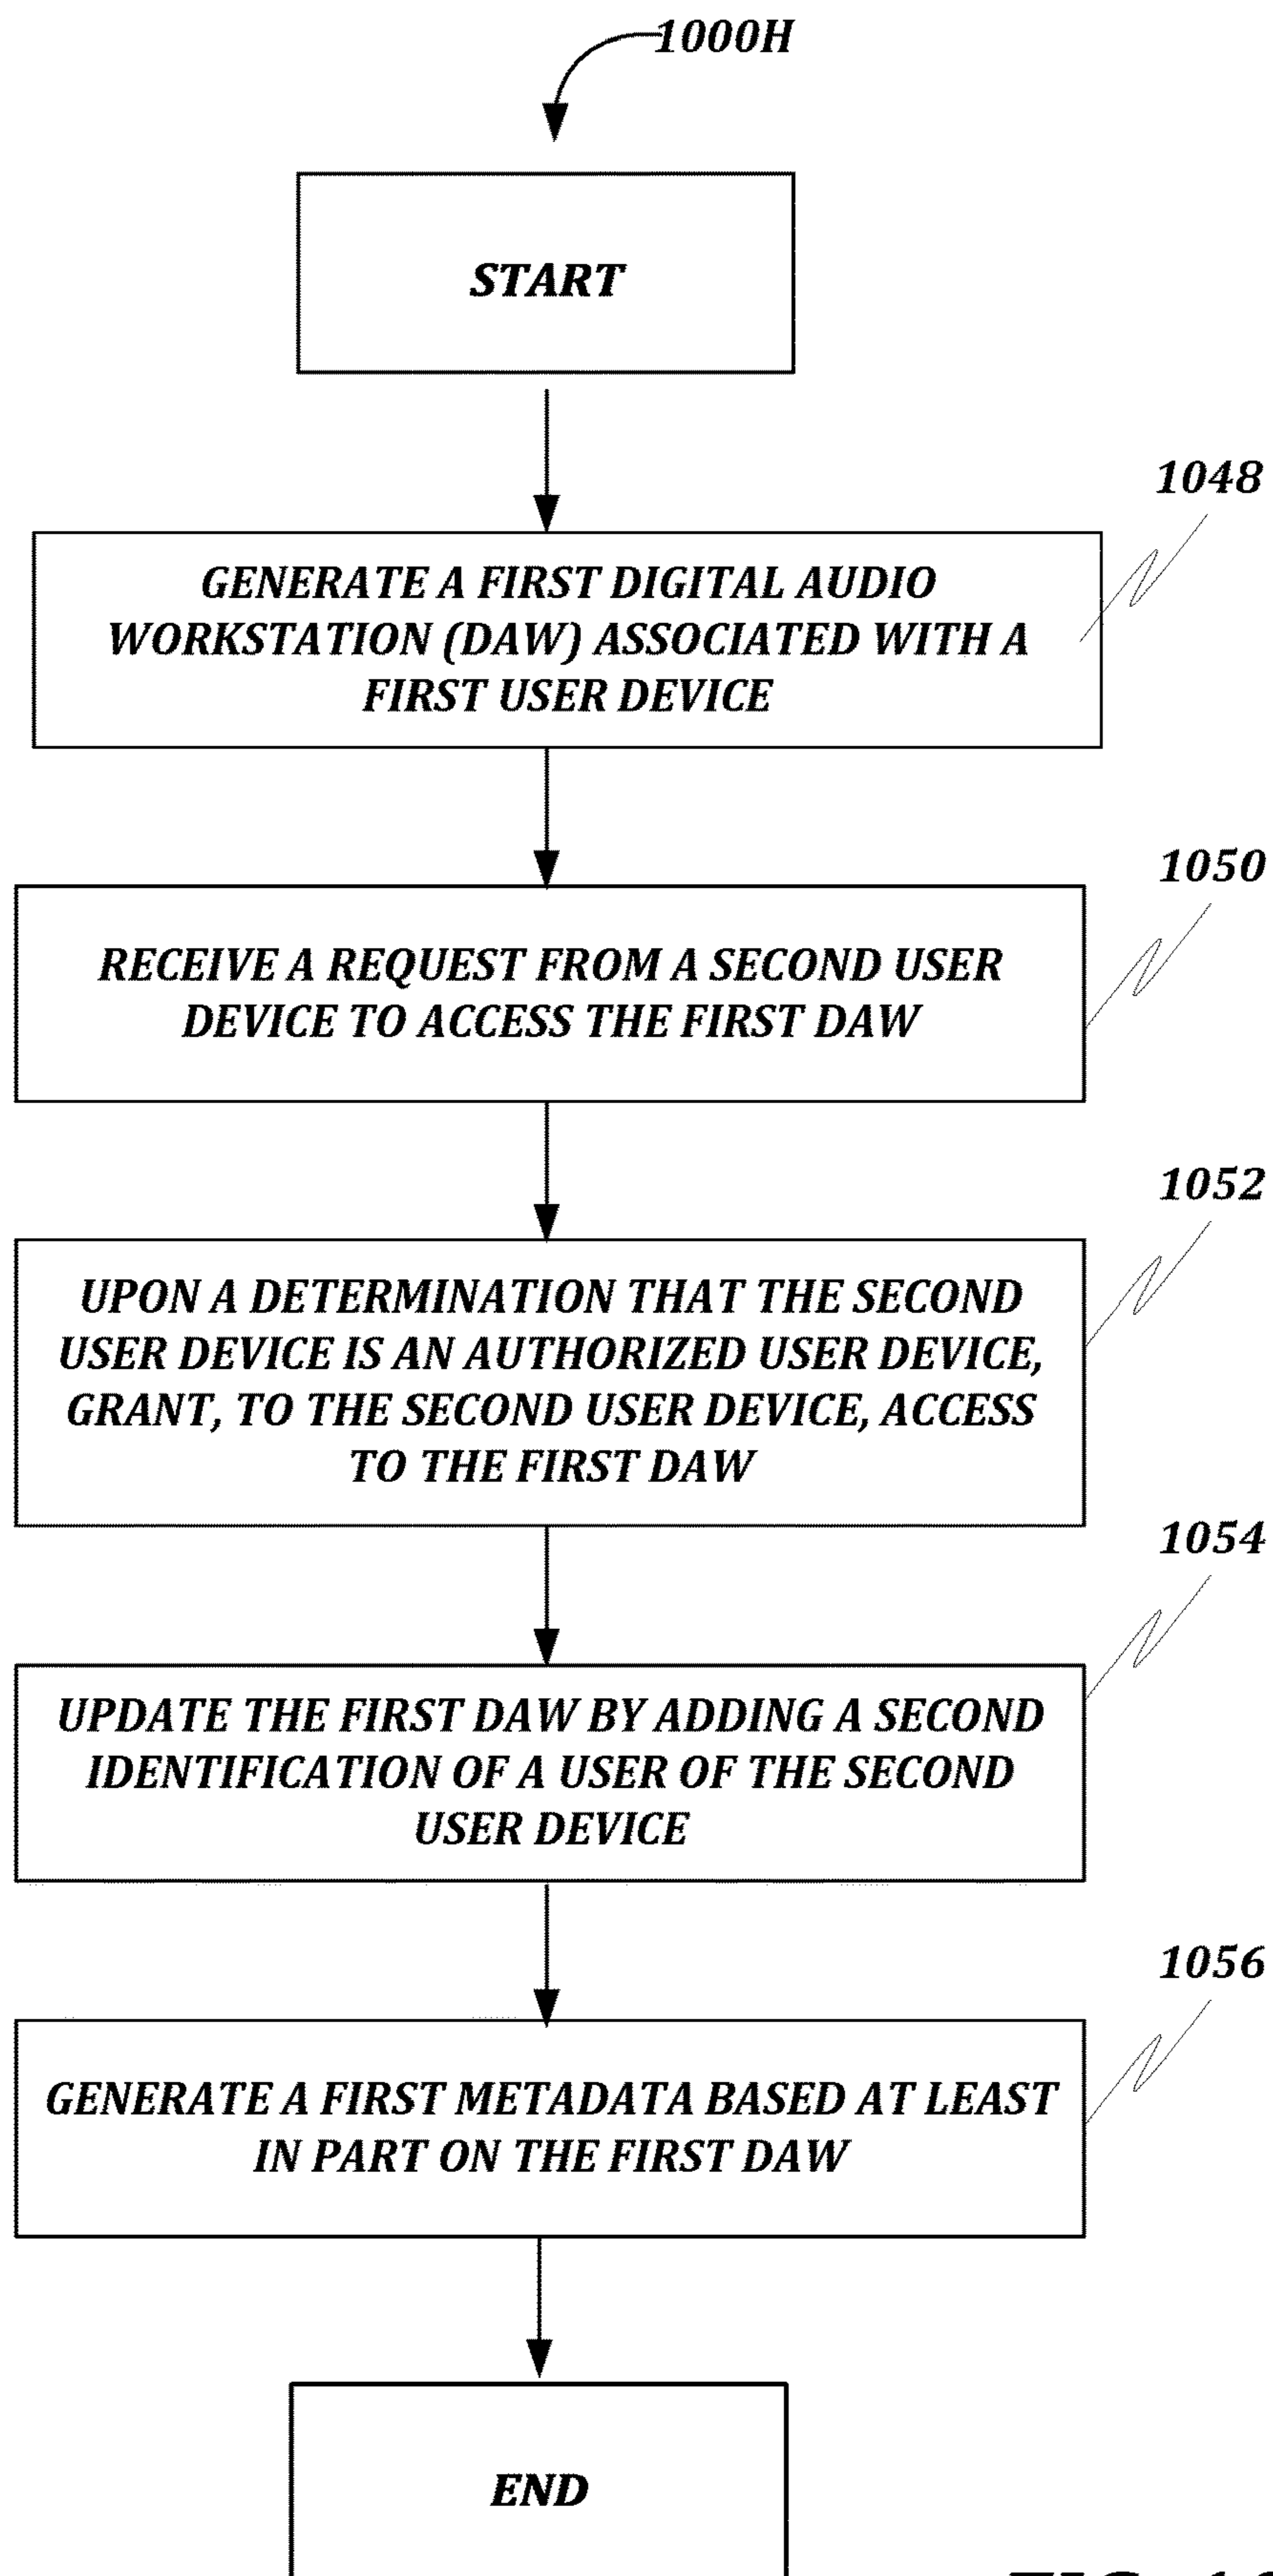 1000H
START
1048
GENERATE A FIRST DIGITAL AUDIO
WORKSTATION (DAW) ASSOCIATED WITH A
FIRST USER DEVICE
1050
RECEIVE A REQUEST FROM A SECOND USER
DEVICE TO ACCESS THE FIRST DAW
1052
UPON A DETERMINATION THAT THE SECOND
USER DEVICE IS AN AUTHORIZED USER DEVICE,
GRANT, TO THE SECOND USER DEVICE, ACCESS
TO THE FIRST DAW
1054
UPDATE THE FIRST DAW BY ADDING A SECOND
IDENTIFICATION OF A USER OF THE SECOND
USER DEVICE
1056
GENERATE A FIRST METADATA BASED AT LEAST
IN PART ON THE FIRST DAW
END